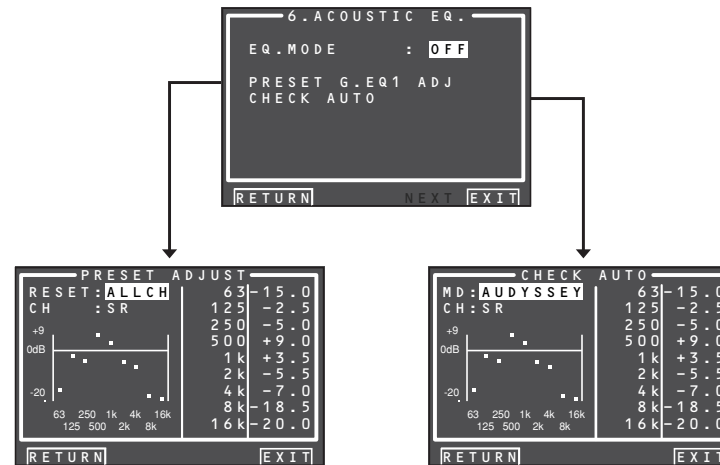 6.ACOUSTIC EQ.
EQ.MODE : OFF
PRESET G.EQ1 ADJ
CHECK AUTO
RETURN NEXT EXIT
PRESET ADJUST
RESET:ALLCH
CH :SR
+9
0dB
-20
63 250 1k 4k 16k
125 500 2k 8k
63 -15.0
125 -2.5
250 -5.0
500 +9.0
1k +3.5
2k -5.5
4k -7.0
8k -18.5
16k -20.0
RETURN EXIT
CHECK AUTO
MD:AUDYSSEY
CH:SR
+9
0dB
-20
63 250 1k 4k 16k
125 500 2k 8k
63 -15.0
125 -2.5
250 -5.0
500 +9.0
1k +3.5
2k -5.5
4k -7.0
8k -18.5
16k -20.0
RETURN EXIT